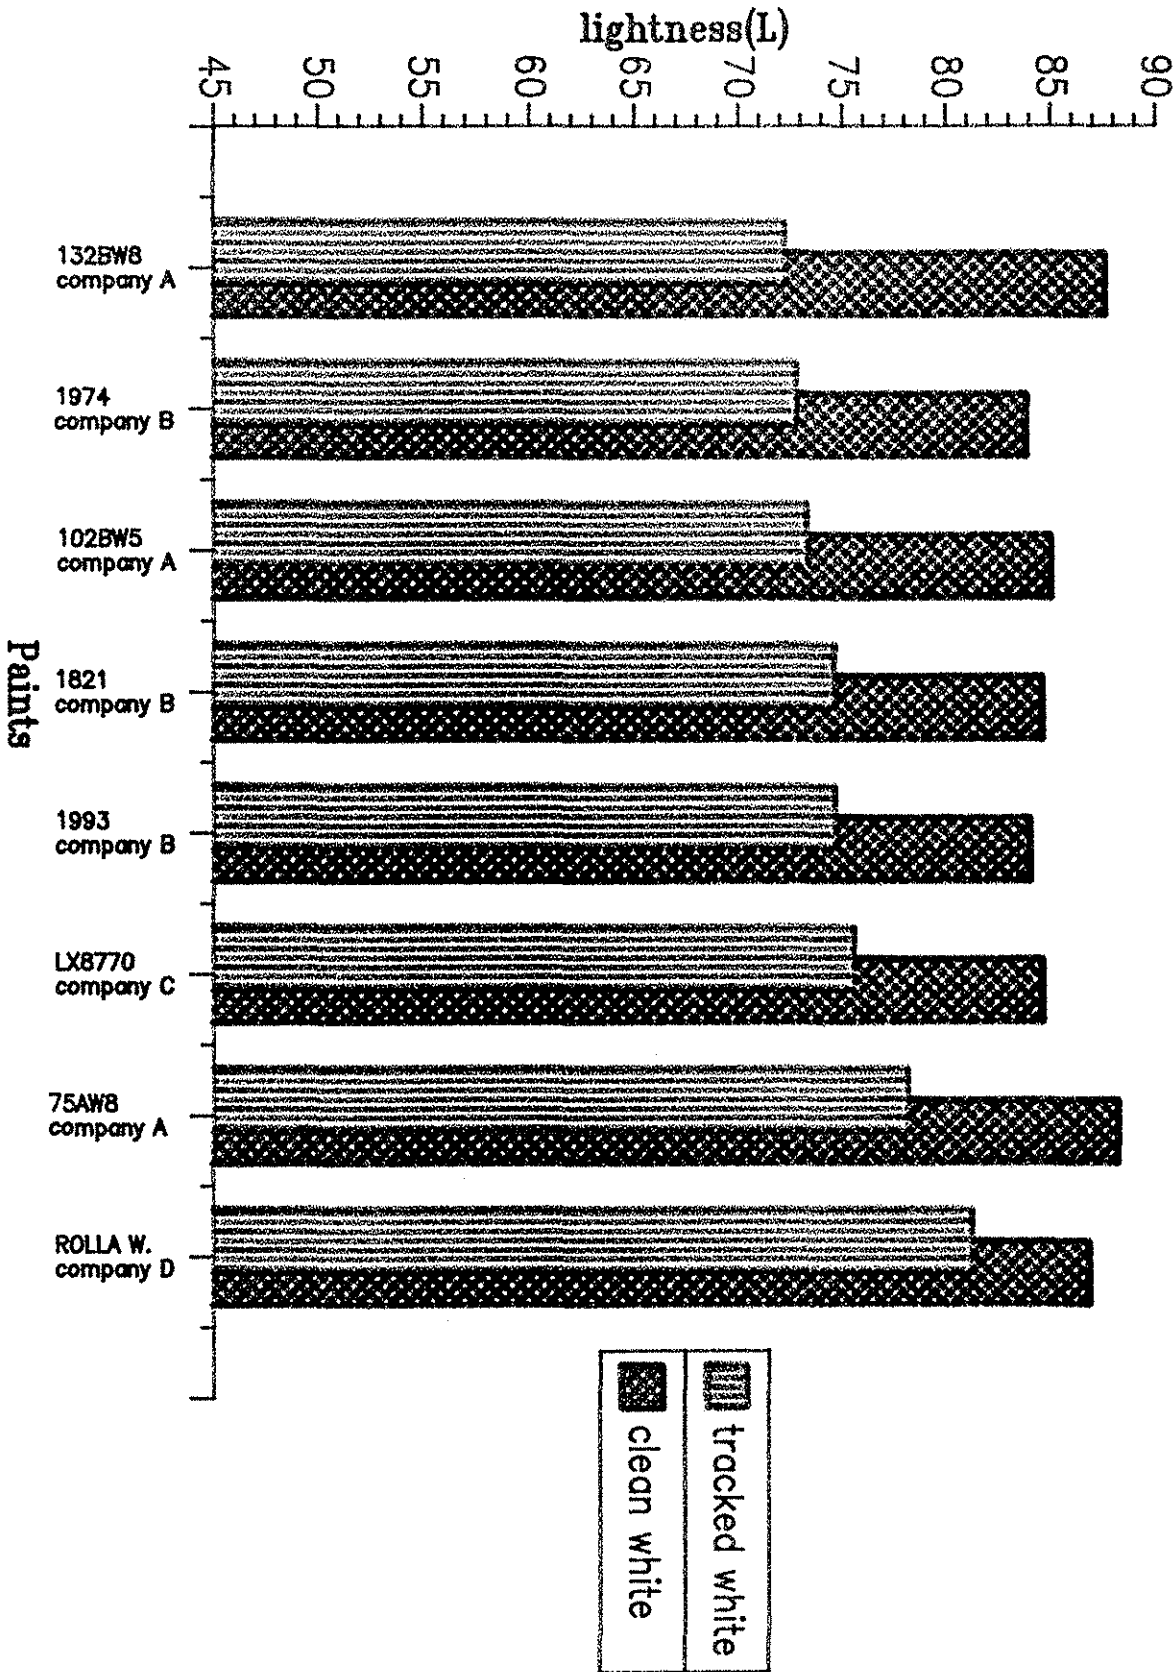 lightness(L)
45
50
55
60
65
70
75
80
85
90
132BW8
company A
1974
company B
102BW5
company A
1821
company B
1993
company B
LX8770
company C
75AW8
company A
ROLLA W.
company D
Paints
tracked white
clean white